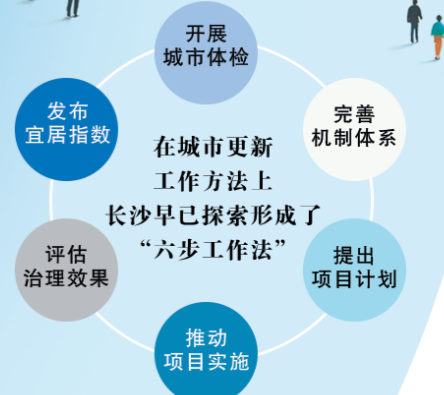 开展
城市体检
完善
机制体系
提出
项目计划
推动
项目实施
评估
治理效果
发布
宜居指数
在城市更新
工作方法上
长沙早已探索形成了
“六步工作法”